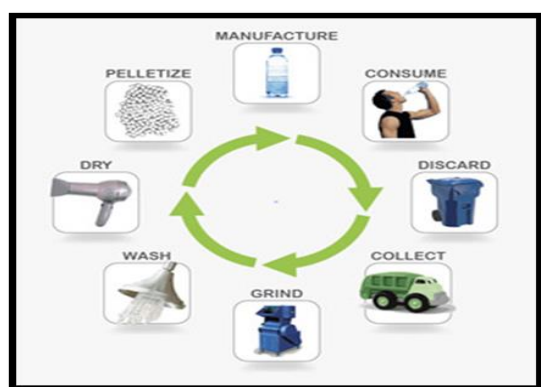 MANUFACTURE
CONSUME
DISCARD
COLLECT
GRIND
WASH
DRY
PELLETIZE